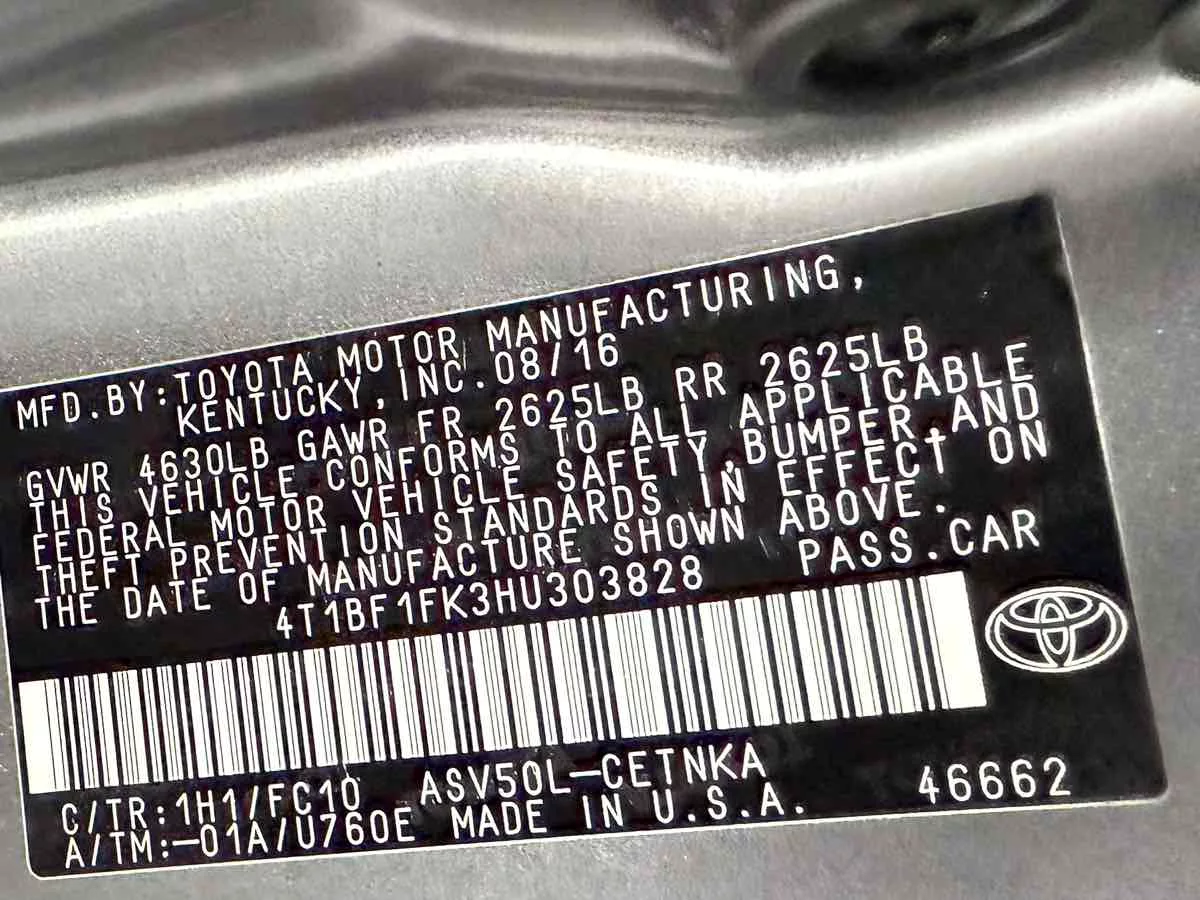 MFD.BY:TOYOTA MOTOR MANUFACTURING,
KENTUCKY,INC.08/16
GVWR 4630LB GAWR FR 2625LB RR 2625LB
THIS VEHICLE CONFORMS TO ALL APPLICABLE
FEDERAL MOTOR VEHICLE SAFETY,BUMPER,AND
THEFT PREVENTION STANDARDS IN EFFECT ON
THE DATE OF MANUFACTURE SHOWN ABOVE.
4T1BF1FK3HU303828 PASS.CAR
C/TR:1H1/FC10 ASV50L-CETNKA
A/TM:-01A/U760E MADE IN U.S.A. 46662